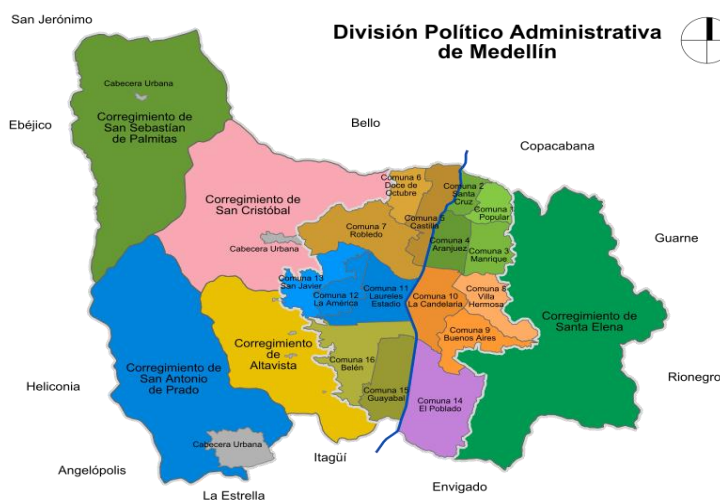 San Jerónimo
División Político Administrativa
de Medellín
Cabecera Urbana
Corregimiento de
San Sebastían
de Palmitas
Ebéjico
Bello
Copacabana
Corregimiento de
San Cristóbal
Cabecera Urbana
Comuna 6
Doce de
Octubre
Comuna 5
Castilla
Comuna 7
Robledo
Comuna 2
Santa
Cruz
Comuna 1
Popular
Comuna 4
Aranjuez
Comuna 3
Manrique
Guarne
Comuna 13
San Javier
Comuna 12
La América
Comuna 11
Laureles
Estadio
Comuna 10
La Candelaria
Comuna 8
Villa
Hermosa
Comuna 9
Buenos Aires
Corregimiento de
Santa Elena
Corregimiento
de
Altavista
Comuna 16
Belén
Comuna 15
Guayabal
Comuna 14
El Poblado
Corregimiento de
San Antonio
de Prado
Heliconia
Rionegro
Cabecera Urbana
Angelópolis
La Estrella
Itagüí
Envigado